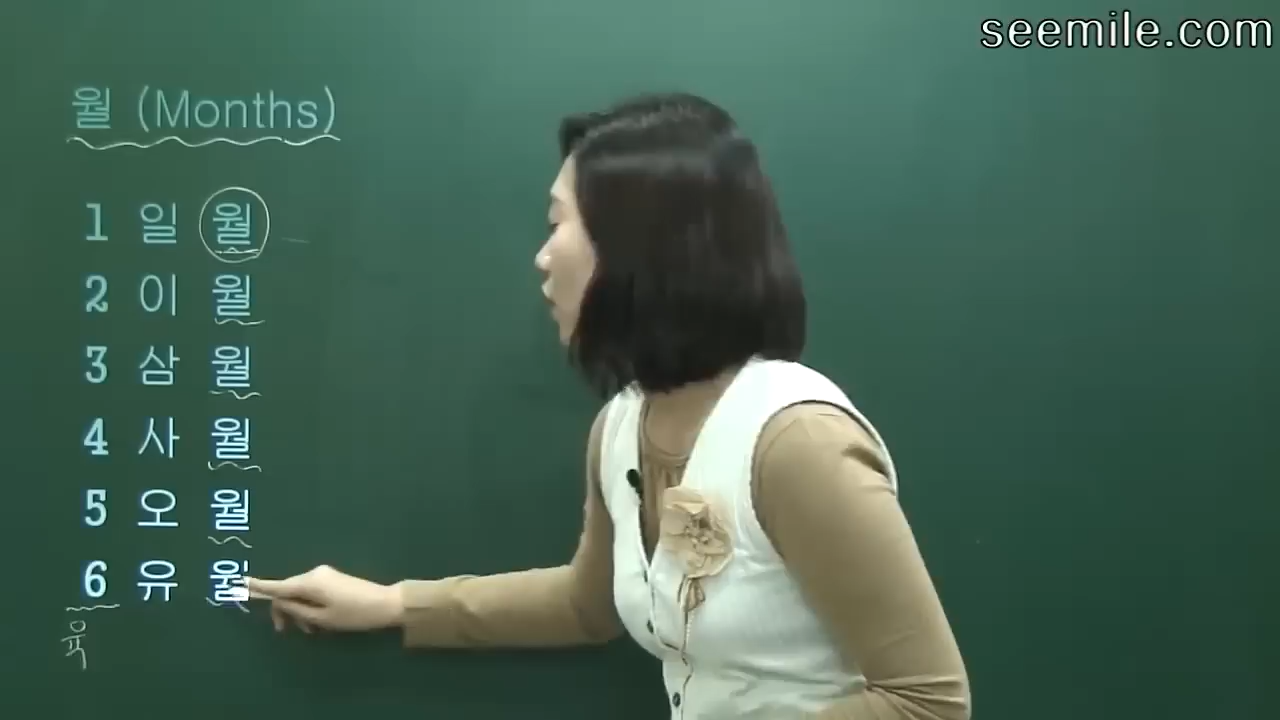 seemile.com
월 (Months)
1 일 월
2 이 월
3 삼 월
4 사 월
5 오 월
6 유 월
육